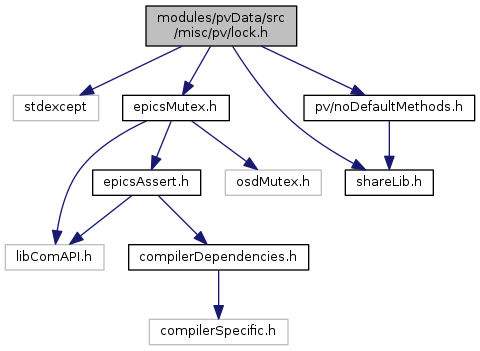 modules/pvData/src
/misc/pv/lock.h
stdexcept
epicsMutex.h
pv/noDefaultMethods.h
epicsAssert.h
osdMutex.h
shareLib.h
libComAPI.h
compilerDependencies.h
compilerSpecific.h